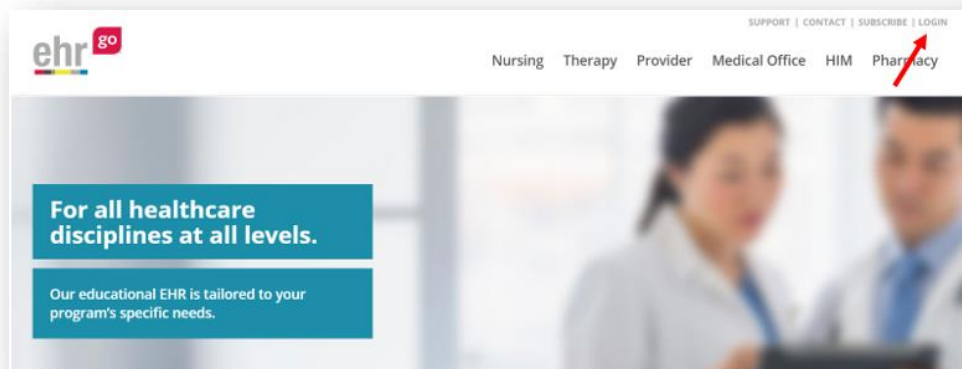 SUPPORT | CONTACT | SUBSCRIBE | LOGIN
ehr go
Nursing Therapy Provider Medical Office HIM Pharmacy
For all healthcare
disciplines at all levels.
Our educational EHR is tailored to your
program's specific needs.